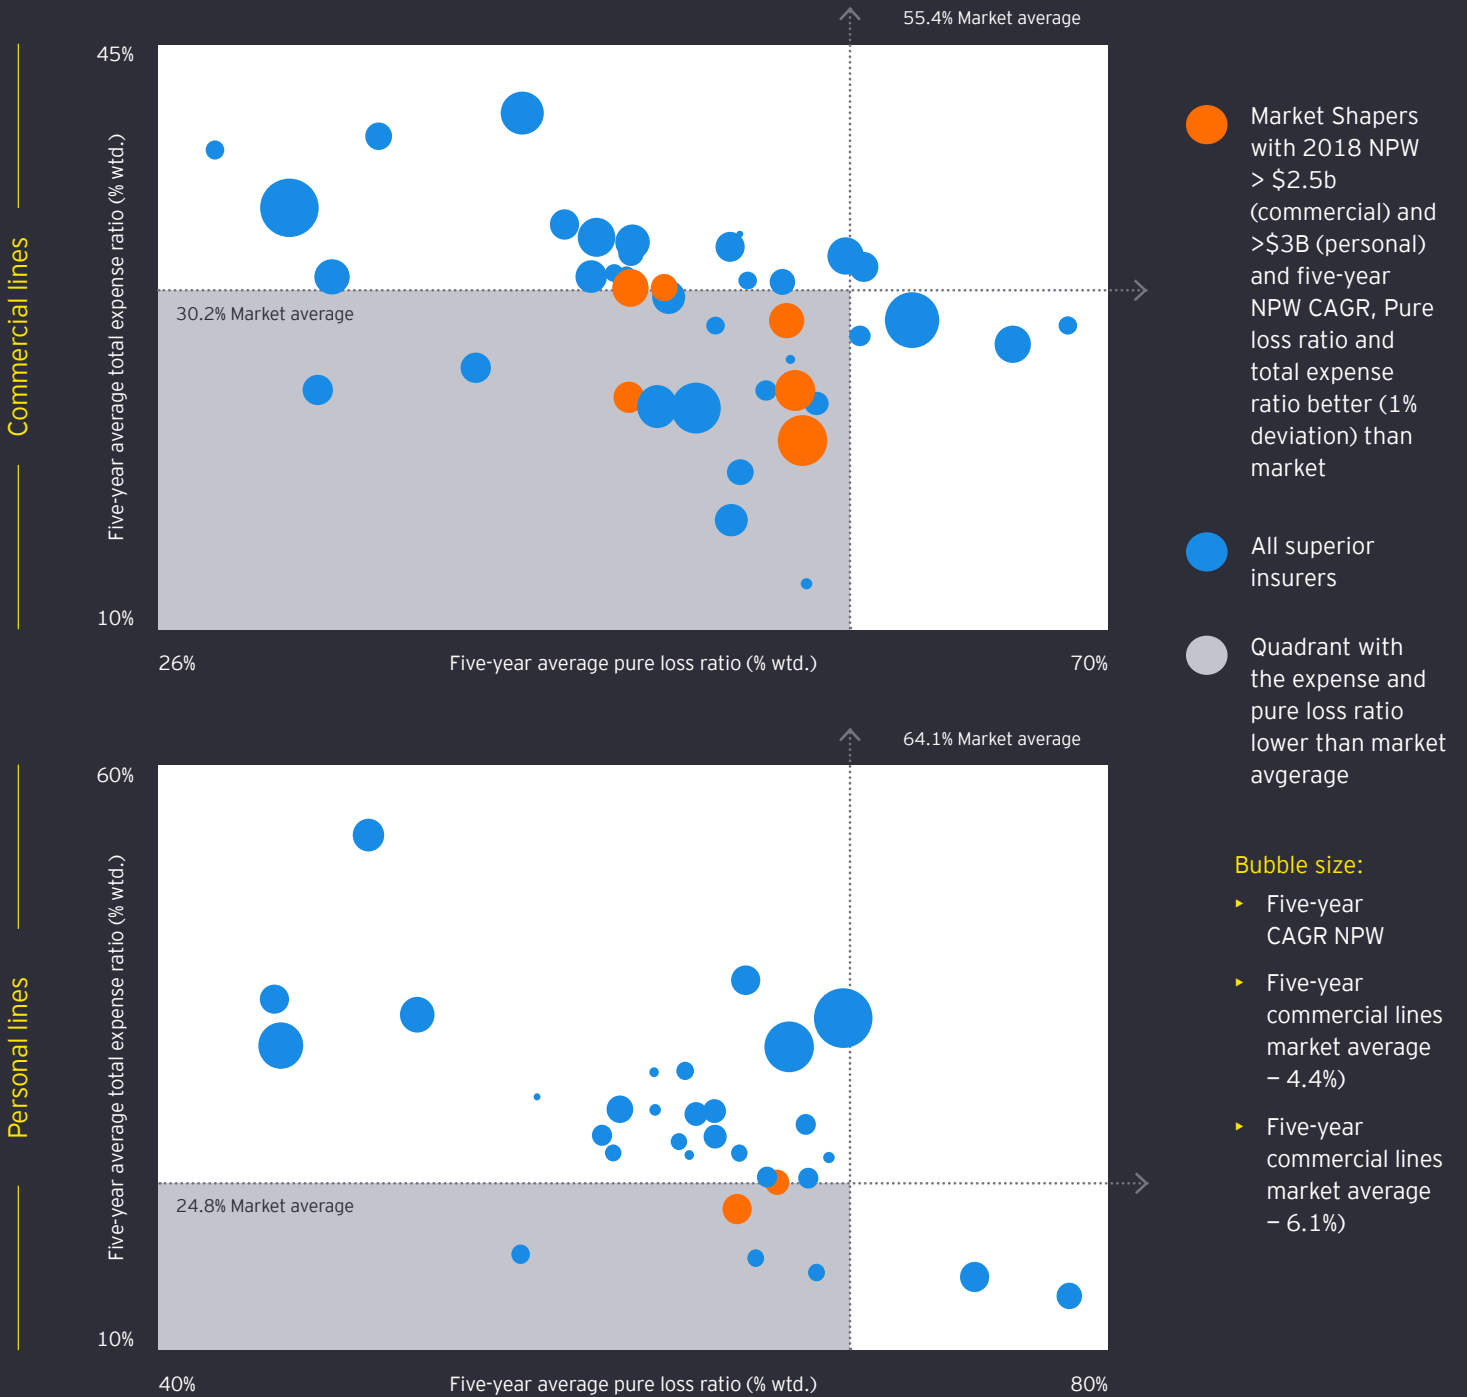 55.4% Market average
45%
Commercial lines
Five-year average total expense ratio (% wtd.)
30.2% Market average
10%
26%
Five-year average pure loss ratio (% wtd.)
70%
64.1% Market average
60%
Personal lines
Five-year average total expense ratio (% wtd.)
24.8% Market average
10%
40%
Five-year average pure loss ratio (% wtd.)
80%
Market Shapers
with 2018 NPW
> $2.5b
(commercial) and
>$3B (personal)
and five-year
NPW CAGR, Pure
loss ratio and
total expense
ratio better (1%
deviation) than
market
All superior
insurers
Quadrant with
the expense and
pure loss ratio
lower than market
avgerage
Bubble size:
Five-year
CAGR NPW
Five-year
commercial lines
market average
– 4.4%)
Five-year
commercial lines
market average
– 6.1%)